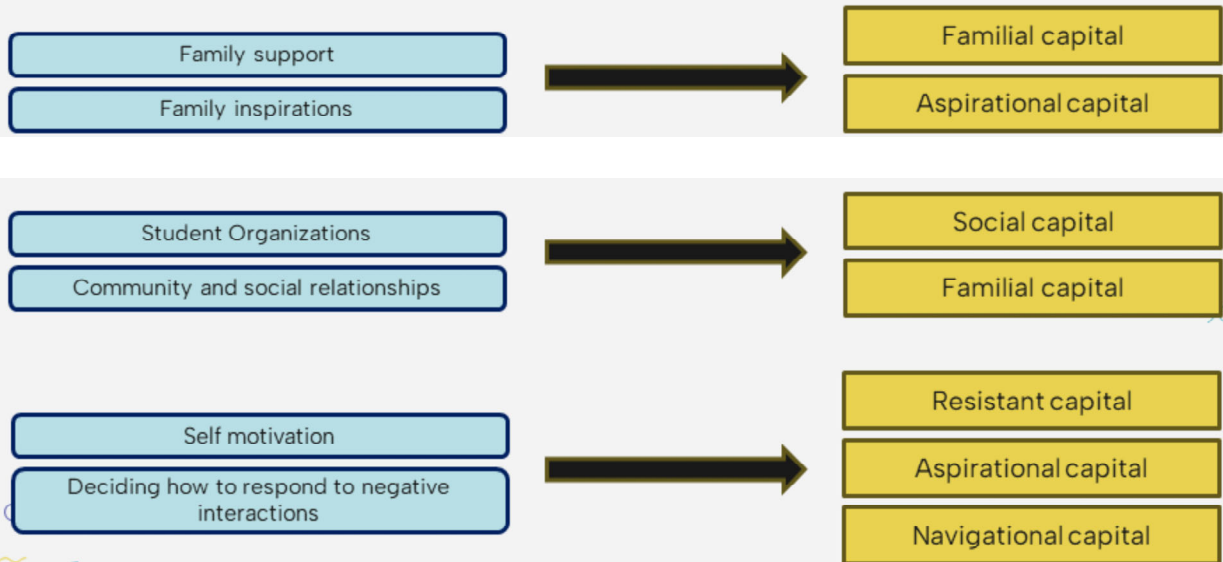 Family support
Family inspirations
Familial capital
Aspirational capital
Student Organizations
Community and social relationships
Social capital
Familial capital
Self motivation
Deciding how to respond to negative
interactions
Resistant capital
Aspirational capital
Navigational capital